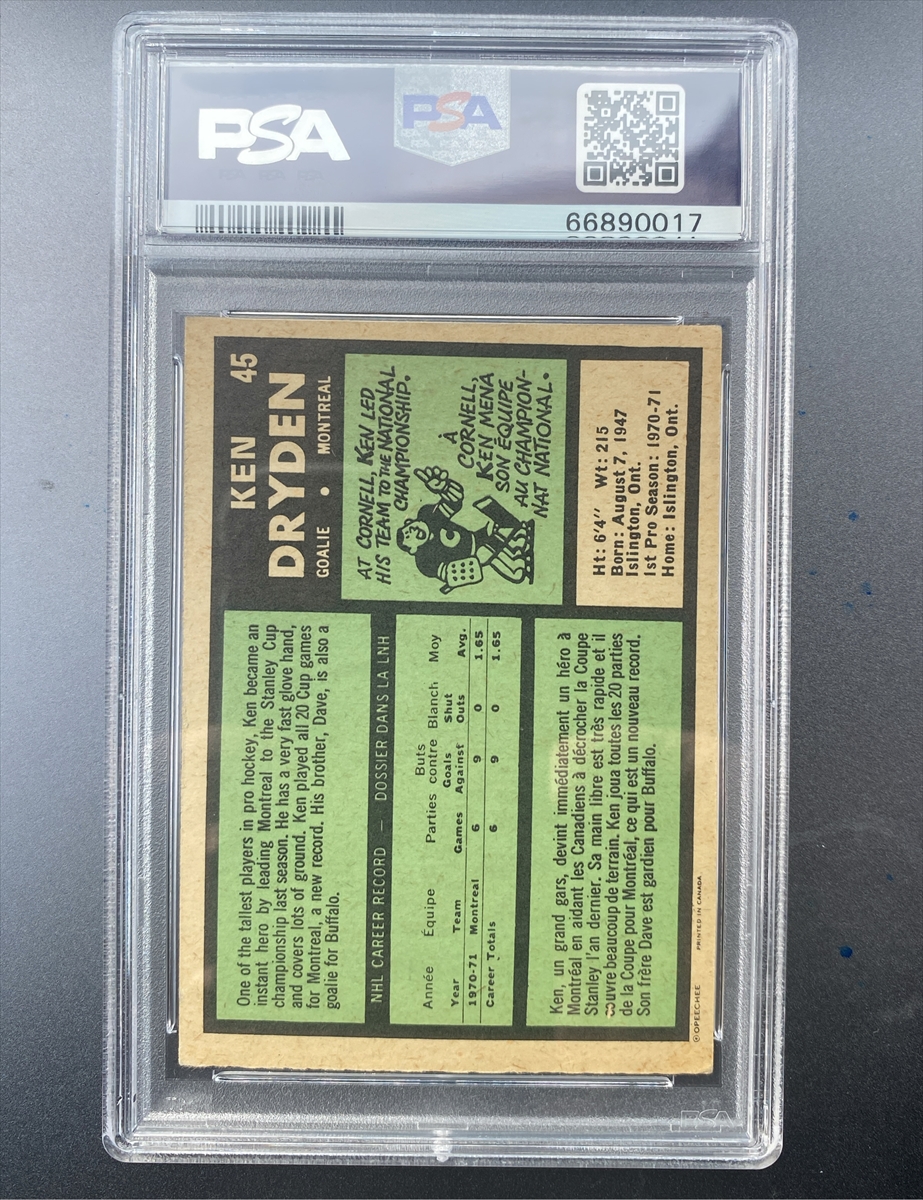 PSA
PSA
66890017
KEN 45
DRYDEN
GOALIE • MONTREAL
One of the tallest players in pro hockey, Ken became an
instant hero by leading Montreal to the Stanley Cup
championship last season. He has a very fast glove hand,
and covers lots of ground. Ken played all 20 Cup games
for Montreal, a new record. His brother, Dave, is also a
goalie for Buffalo.
AT CORNELL, KEN LED
HIS TEAM TO THE NATIONAL
CHAMPIONSHIP.
C
À
CORNELL,
KEN MENA
SON ÉQUIPE
AU CHAMPION-
NAT NATIONAL.
NHL CAREER RECORD — DOSSIER DANS LA LNH
Année Équipe Parties Buts contre Blanch Moy
Year Team Games Goals Against Shut Outs Avg.
1970-71 Montreal 6 9 0 1.65
Career Totals 6 9 0 1.65
Ht: 6'4" Wt: 215
Born: August 7, 1947
Islington, Ont.
1st Pro Season: 1970-71
Home: Islington, Ont.
Ken, un grand gars, devint immédiatement un héro à
Montréal en aidant les Canadiens à décrocher la Coupe
Stanley l'an dernier. Sa main libre est très rapide et il
couvre beaucoup de terrain. Ken joua toutes les 20 parties
de la Coupe pour Montréal, ce qui est un nouveau record.
Son frère Dave est gardien pour Buffalo.
©OPEECHEE PRINTED IN CANADA
PSA